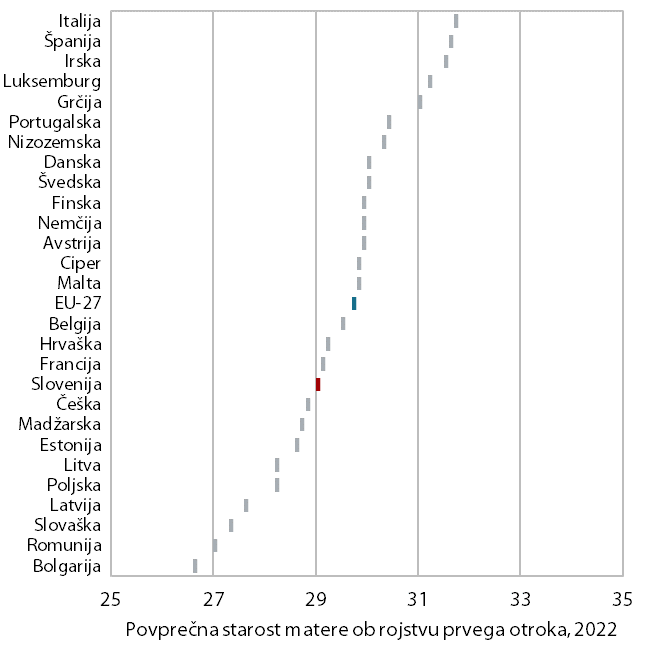 Italija
Španija
Irska
Luksemburg
Grčija
Portugalska
Nizozemska
Danska
Švedska
Finska
Nemčija
Avstrija
Ciper
Malta
EU-27
Belgija
Hrvaška
Francija
Slovenija
Češka
Madžarska
Estonija
Litva
Poljska
Latvija
Slovaška
Romunija
Bolgarija
25 27 29 31 33 35
Povprečna starost matere ob rojstvu prvega otroka, 2022